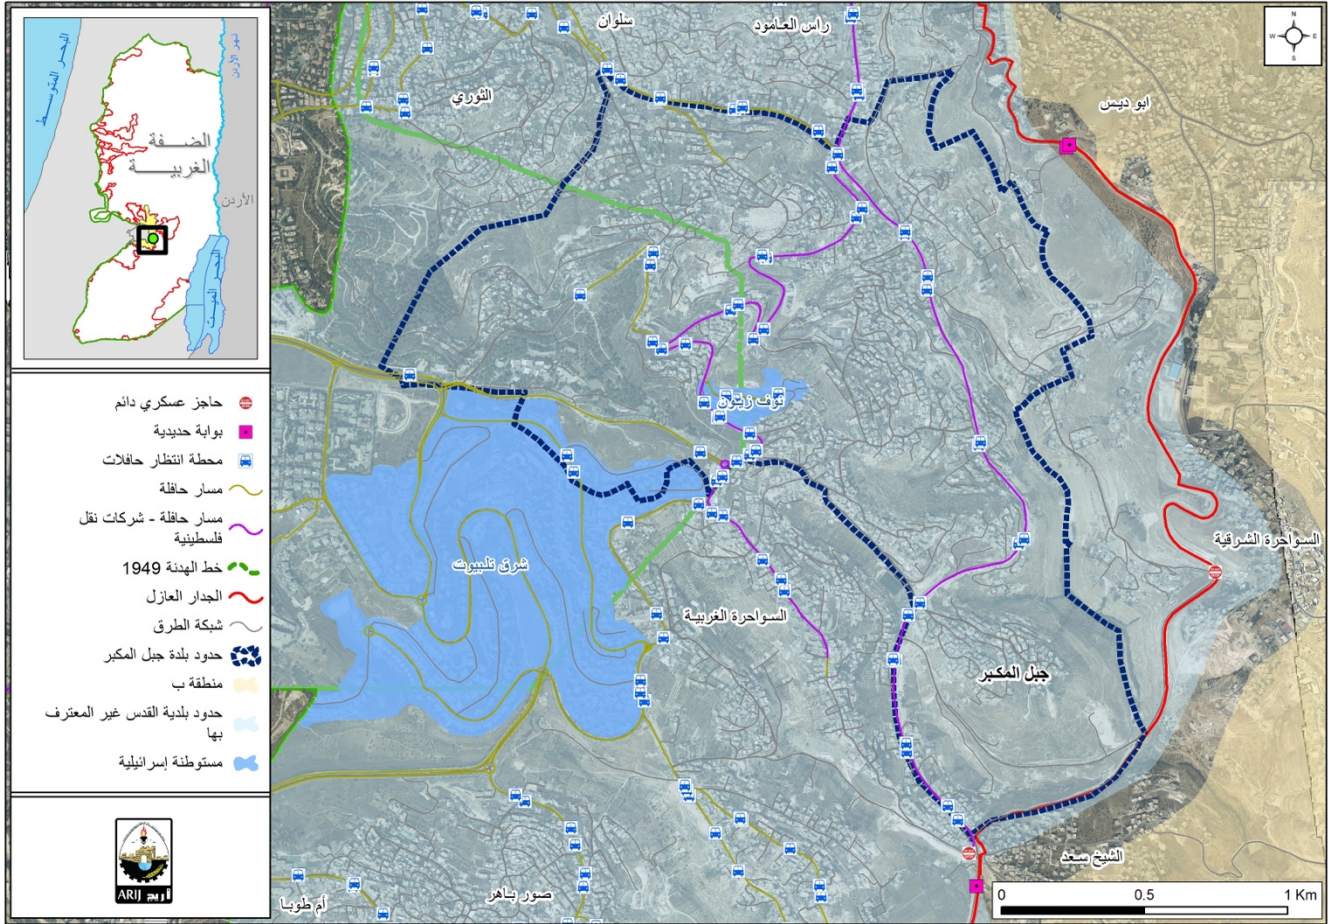 البحر المتوسط
نهر الأردن
الضفة
الغربية
الأردن
البحر الميت
حاجز عسكري دائم
بوابة حديدية
محطة انتظار حافلات
مسار حافلة
مسار حافلة - شركات نقل
فلسطينية
خط الهدنة 1949
الجدار العازل
شبكة الطرق
حدود بلدة جبل المكبر
منطقة ب
حدود بلدية القدس غير المعترف
بها
مستوطنة إسرائيلية
أريج ARIJ
سلوان
راس العامود
N
W E
S
الثوري
ابو ديس
نوف زيون
السواحرة الشرقية
شرق تلبيوت
السواحرة الغربية
جبل المكبر
الشيخ سعد
صور باهر
أم طوبا
0 0.5 1 Km